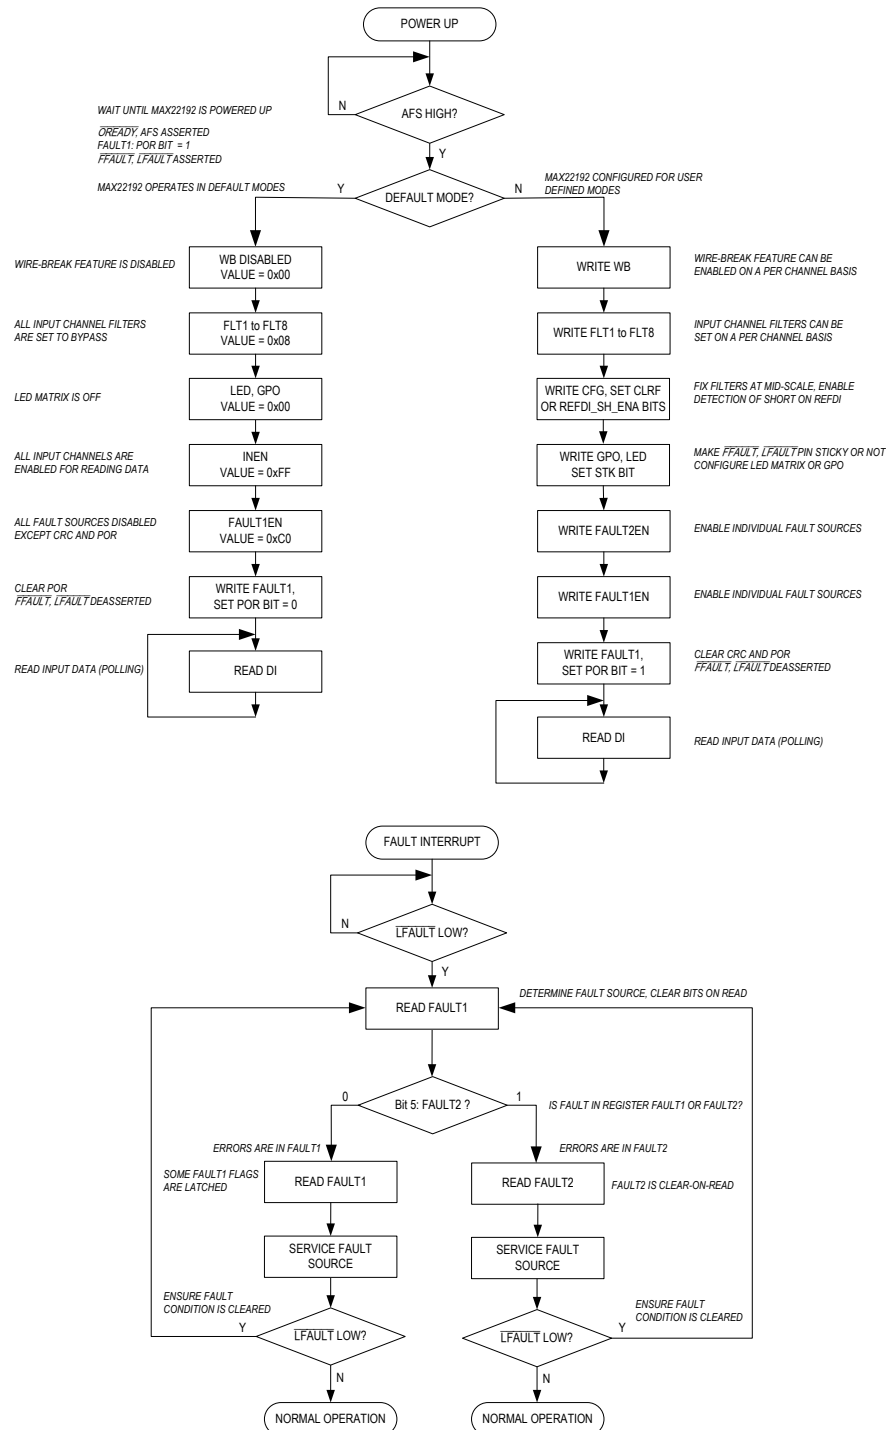 POWER UP
N
AFS HIGH?
Y
WAIT UNTIL MAX22192 IS POWERED UP
OREADY, AFS ASSERTED
FAULT1: POR BIT = 1
FFAULT, LFAULT ASSERTED
MAX22192 OPERATES IN DEFAULT MODES
Y
DEFAULT MODE?
N
MAX22192 CONFIGURED FOR USER
DEFINED MODES
WIRE-BREAK FEATURE IS DISABLED
WB DISABLED
VALUE = 0x00
ALL INPUT CHANNEL FILTERS
ARE SET TO BYPASS
FLT1 to FLT8
VALUE = 0x08
LED MATRIX IS OFF
LED, GPO
VALUE = 0x00
ALL INPUT CHANNELS ARE
ENABLED FOR READING DATA
INEN
VALUE = 0xFF
ALL FAULT SOURCES DISABLED
EXCEPT CRC AND POR
FAULT1EN
VALUE = 0xC0
CLEAR POR
FFAULT, LFAULT DEASSERTED
WRITE FAULT1,
SET POR BIT = 0
READ INPUT DATA (POLLING)
READ DI
WRITE WB
WIRE-BREAK FEATURE CAN BE
ENABLED ON A PER CHANNEL BASIS
WRITE FLT1 to FLT8
INPUT CHANNEL FILTERS CAN BE
SET ON A PER CHANNEL BASIS
WRITE CFG, SET CLRF
OR REFDI_SH_ENA BITS
FIX FILTERS AT MID-SCALE, ENABLE
DETECTION OF SHORT ON REFDI
WRITE GPO, LED
SET STK BIT
MAKE FFAULT, LFAULT PIN STICKY OR NOT
CONFIGURE LED MATRIX OR GPO
WRITE FAULT2EN
ENABLE INDIVIDUAL FAULT SOURCES
WRITE FAULT1EN
ENABLE INDIVIDUAL FAULT SOURCES
WRITE FAULT1,
SET POR BIT = 1
CLEAR CRC AND POR
FFAULT, LFAULT DEASSERTED
READ DI
READ INPUT DATA (POLLING)
FAULT INTERRUPT
N
LFAULT LOW?
Y
DETERMINE FAULT SOURCE, CLEAR BITS ON READ
READ FAULT1
0
Bit 5: FAULT2 ?
1
IS FAULT IN REGISTER FAULT1 OR FAULT2?
ERRORS ARE IN FAULT1
ERRORS ARE IN FAULT2
SOME FAULT1 FLAGS
ARE LATCHED
READ FAULT1
READ FAULT2
FAULT2 IS CLEAR-ON-READ
SERVICE FAULT
SOURCE
SERVICE FAULT
SOURCE
ENSURE FAULT
CONDITION IS CLEARED
Y
LFAULT LOW?
N
NORMAL OPERATION
LFAULT LOW?
Y
ENSURE FAULT
CONDITION IS CLEARED
N
NORMAL OPERATION